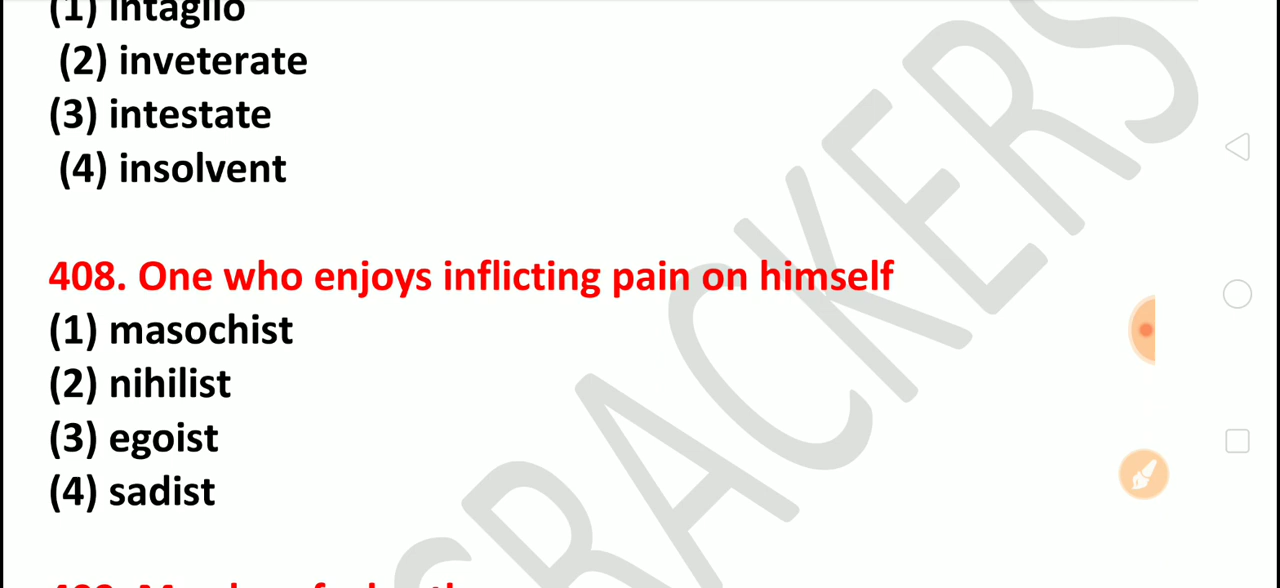 (1) intaglio
(2) inveterate
(3) intestate
(4) insolvent
408. One who enjoys inflicting pain on himself
(1) masochist
(2) nihilist
(3) egoist
(4) sadist
CRACKERS